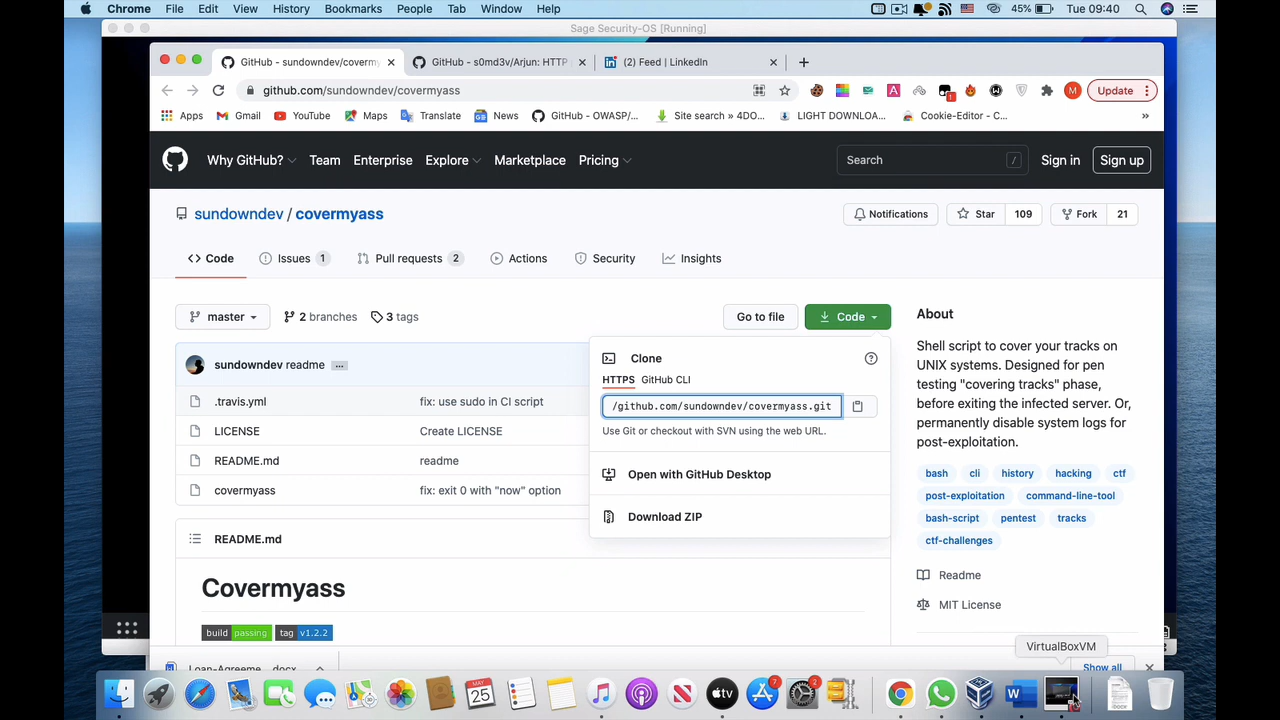 Chrome File Edit View History Bookmarks People Tab Window Help 45% Tue 09:40
Sage Security-OS [Running]
GitHub - sundowndev/coverm GitHub - s0md3v/Arjun: HTTP (2) Feed | LinkedIn
github.com/sundowndev/covermyass Update
Apps Gmail YouTube Maps Translate News GitHub - OWASP/... Site search » 4DO... LIGHT DOWNLOA... Cookie-Editor - C... »
Why GitHub? Team Enterprise Explore Marketplace Pricing Search / Sign in Sign up
sundowndev / covermyass Notifications Star 109 Fork 21
Code Issues 1 Pull requests 2 Actions Security Insights
master 2 branches 3 tags Go to file Code
About
Shell script to cover your tracks on
UNIX systems. Designed for pen
testing "covering tracks" phase,
before exiting the infected server. Or,
permanently disable system logs for
post-exploitation.
sundowndev readme ...
Clone
HTTPS GitHub CLI
/github.com/sundowndev/covermyass.git
Use Git or checkout with SVN using the web URL.
Open with GitHub Desktop
Download ZIP
.travis.yml fix: use sudo in CI script
LICENSE Create LICENSE
README.md readme
covermyass fix: exit 0 when "now" option
bash cli history hacking ctf
post-exploitation command-line-tool
bash-script pentest tracks
ctf-challenges
Readme
MIT License
README.md
Covermyass
build passing tag v1.2.2
VirtualBoxVM
Loan-Agreeme....docx Show all
2